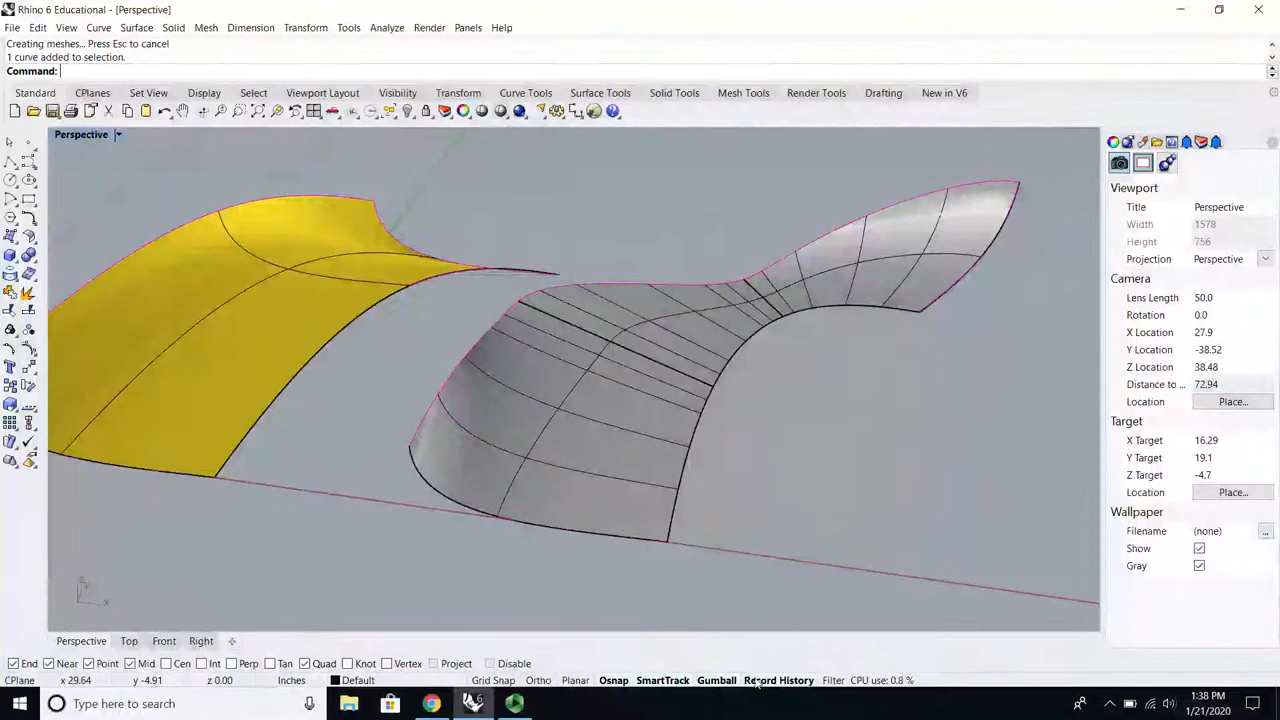 Rhino 6 Educational - [Perspective]
File Edit View Curve Surface Solid Mesh Dimension Transform Tools Analyze Render Panels Help
Creating meshes... Press Esc to cancel
1 curve added to selection.
Command:
Standard CPlanes Set View Display Select Viewport Layout Visibility Transform Curve Tools Surface Tools Solid Tools Mesh Tools Render Tools Drafting New in V6
Perspective
Viewport
Title Perspective
Width 1578
Height 756
Projection Perspective
Camera
Lens Length 50.0
Rotation 0.0
X Location 27.9
Y Location -38.52
Z Location 38.48
Distance to ... 72.94
Location Place...
Target
X Target 16.29
Y Target 19.1
Z Target -4.7
Location Place...
Wallpaper
Filename (none) ...
Show
Gray
x
Perspective Top Front Right
End Near Point Mid Cen Int Perp Tan Quad Knot Vertex Project Disable
CPlane x 29.64 y -4.91 z 0.00 Inches Default Grid Snap Ortho Planar Osnap SmartTrack Gumball Record History Filter CPU use: 0.8 %
Type here to search
1:38 PM
1/21/2020